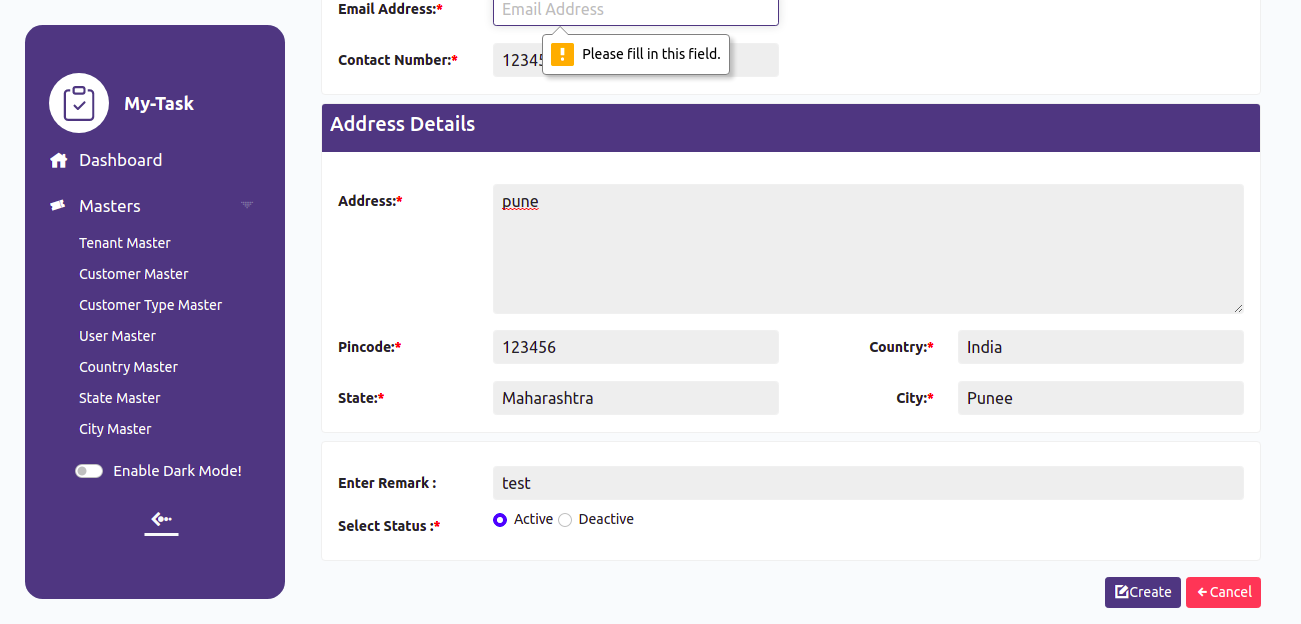 My-Task
Dashboard
Masters
Tenant Master
Customer Master
Customer Type Master
User Master
Country Master
State Master
City Master
Enable Dark Mode!
Email Address:* Email Address
Please fill in this field.
Contact Number:* 12345
Address Details
Address:* pune
Pincode:* 123456 Country:* India
State:* Maharashtra City:* Punee
Enter Remark : test
Select Status :* Active Deactive
Create Cancel